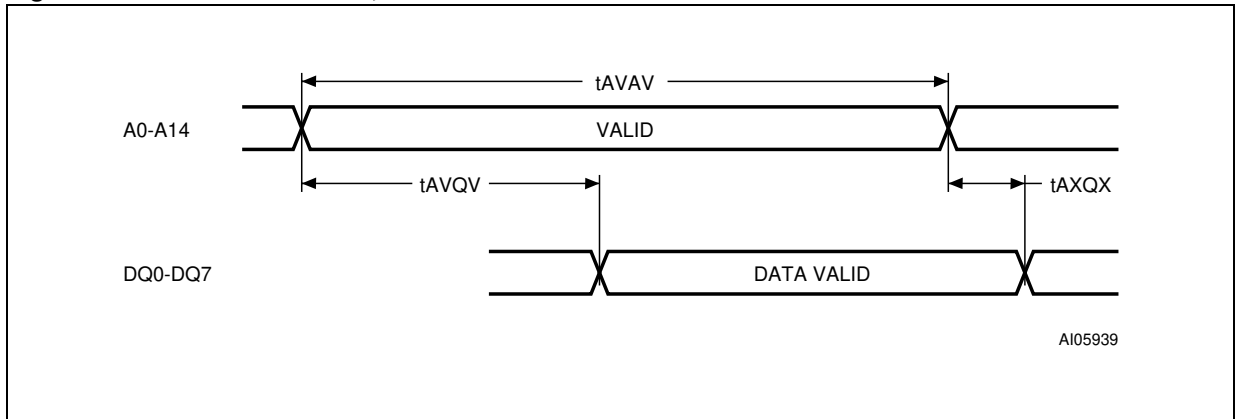 tAVAV
A0-A14 VALID
tAVQV tAXQX
DQ0-DQ7 DATA VALID
AI05939